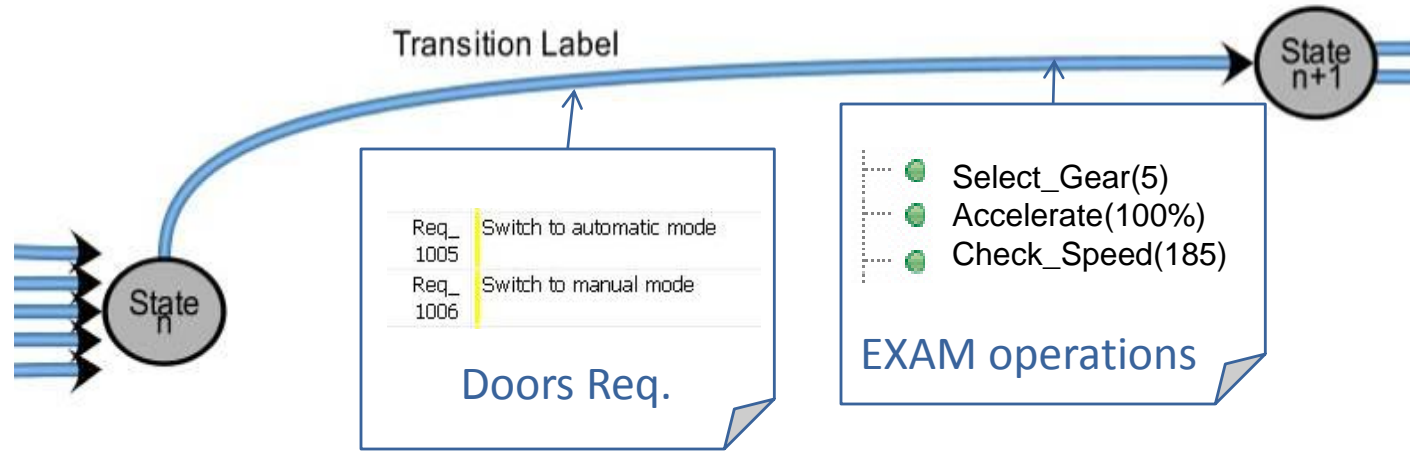 Transition Label
State
n+1
Select_Gear(5)
Accelerate(100%)
Check_Speed(185)
EXAM operations
Req_
1005
Switch to automatic mode
Req_
1006
Switch to manual mode
Doors Req.
State
n